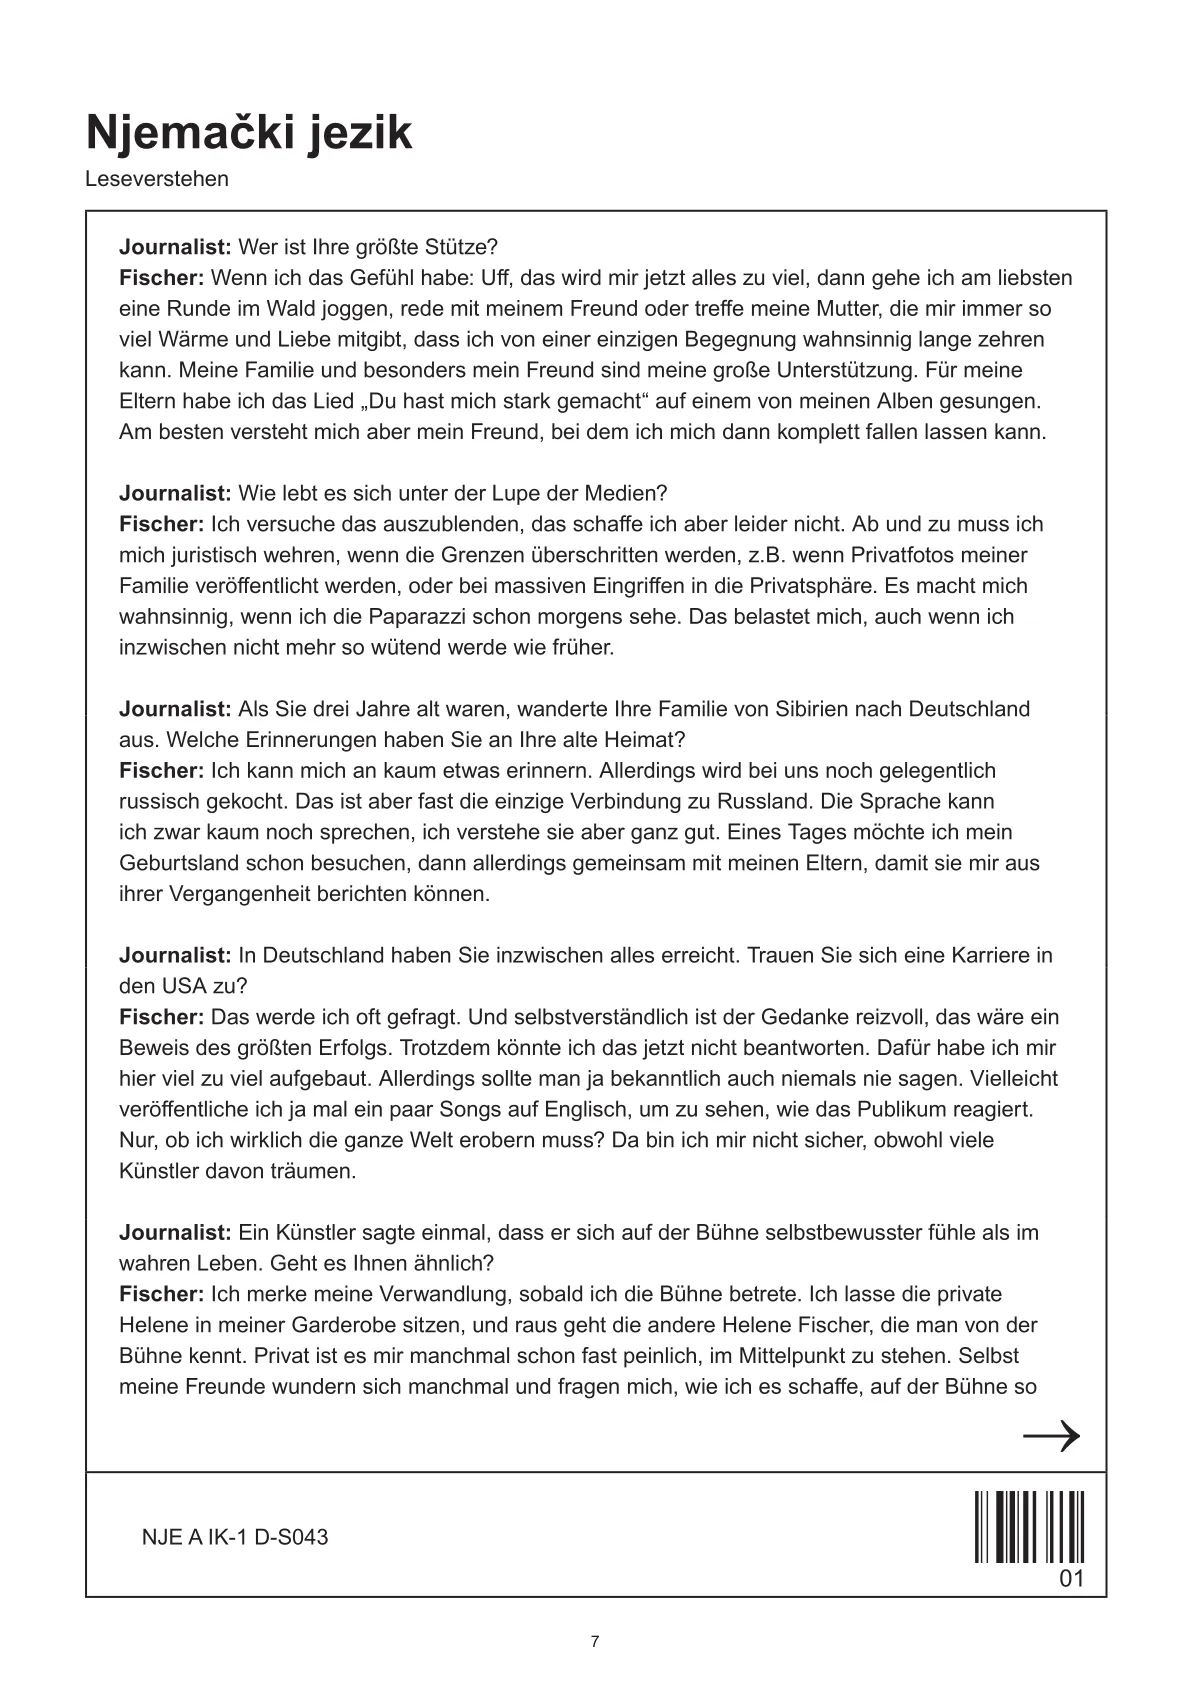 Njemački jezik
Leseverstehen
Journalist: Wer ist Ihre größte Stütze?
Fischer: Wenn ich das Gefühl habe: Uff, das wird mir jetzt alles zu viel, dann gehe ich am liebsten
eine Runde im Wald joggen, rede mit meinem Freund oder treffe meine Mutter, die mir immer so
viel Wärme und Liebe mitgibt, dass ich von einer einzigen Begegnung wahnsinnig lange zehren
kann. Meine Familie und besonders mein Freund sind meine große Unterstützung. Für meine
Eltern habe ich das Lied „Du hast mich stark gemacht“ auf einem von meinen Alben gesungen.
Am besten versteht mich aber mein Freund, bei dem ich mich dann komplett fallen lassen kann.
Journalist: Wie lebt es sich unter der Lupe der Medien?
Fischer: Ich versuche das auszublenden, das schaffe ich aber leider nicht. Ab und zu muss ich
mich juristisch wehren, wenn die Grenzen überschritten werden, z.B. wenn Privatfotos meiner
Familie veröffentlicht werden, oder bei massiven Eingriffen in die Privatsphäre. Es macht mich
wahnsinnig, wenn ich die Paparazzi schon morgens sehe. Das belastet mich, auch wenn ich
inzwischen nicht mehr so wütend werde wie früher.
Journalist: Als Sie drei Jahre alt waren, wanderte Ihre Familie von Sibirien nach Deutschland
aus. Welche Erinnerungen haben Sie an Ihre alte Heimat?
Fischer: Ich kann mich an kaum etwas erinnern. Allerdings wird bei uns noch gelegentlich
russisch gekocht. Das ist aber fast die einzige Verbindung zu Russland. Die Sprache kann
ich zwar kaum noch sprechen, ich verstehe sie aber ganz gut. Eines Tages möchte ich mein
Geburtsland schon besuchen, dann allerdings gemeinsam mit meinen Eltern, damit sie mir aus
ihrer Vergangenheit berichten können.
Journalist: In Deutschland haben Sie inzwischen alles erreicht. Trauen Sie sich eine Karriere in
den USA zu?
Fischer: Das werde ich oft gefragt. Und selbstverständlich ist der Gedanke reizvoll, das wäre ein
Beweis des größten Erfolgs. Trotzdem könnte ich das jetzt nicht beantworten. Dafür habe ich mir
hier viel zu viel aufgebaut. Allerdings sollte man ja bekanntlich auch niemals nie sagen. Vielleicht
veröffentliche ich ja mal ein paar Songs auf Englisch, um zu sehen, wie das Publikum reagiert.
Nur, ob ich wirklich die ganze Welt erobern muss? Da bin ich mir nicht sicher, obwohl viele
Künstler davon träumen.
Journalist: Ein Künstler sagte einmal, dass er sich auf der Bühne selbstbewusster fühle als im
wahren Leben. Geht es Ihnen ähnlich?
Fischer: Ich merke meine Verwandlung, sobald ich die Bühne betrete. Ich lasse die private
Helene in meiner Garderobe sitzen, und raus geht die andere Helene Fischer, die man von der
Bühne kennt. Privat ist es mir manchmal schon fast peinlich, im Mittelpunkt zu stehen. Selbst
meine Freunde wundern sich manchmal und fragen mich, wie ich es schaffe, auf der Bühne so
→
NJE A IK-1 D-S043
01
7